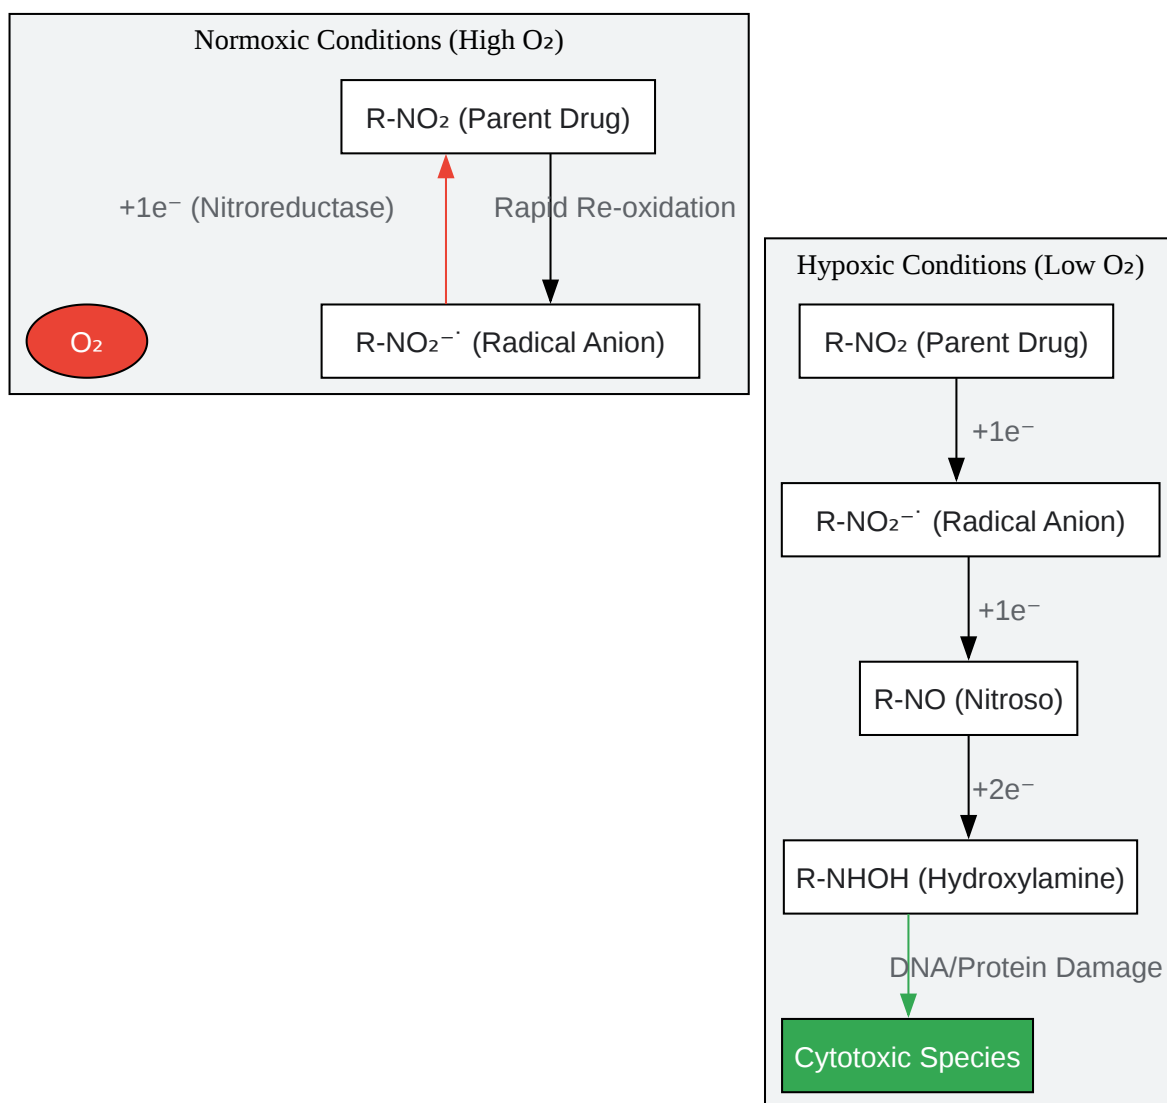 Normoxic Conditions (High O₂)
R-NO₂ (Parent Drug)
+1e⁻ (Nitroreductase)
Rapid Re-oxidation
O₂
R-NO₂⁻˙ (Radical Anion)
Hypoxic Conditions (Low O₂)
R-NO₂ (Parent Drug)
+1e⁻
R-NO₂⁻˙ (Radical Anion)
+1e⁻
R-NO (Nitroso)
+2e⁻
R-NHOH (Hydroxylamine)
DNA/Protein Damage
Cytotoxic Species